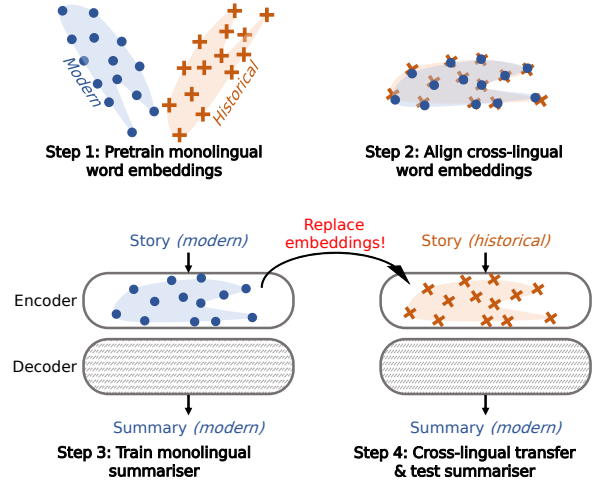 Modern
Historical
Step 1: Pretrain monolingual
word embeddings
Step 2: Align cross-lingual
word embeddings
Replace
embeddings!
Story (modern)
Story (historical)
Encoder
Decoder
Summary (modern)
Summary (modern)
Step 3: Train monolingual
summariser
Step 4: Cross-lingual transfer
& test summariser